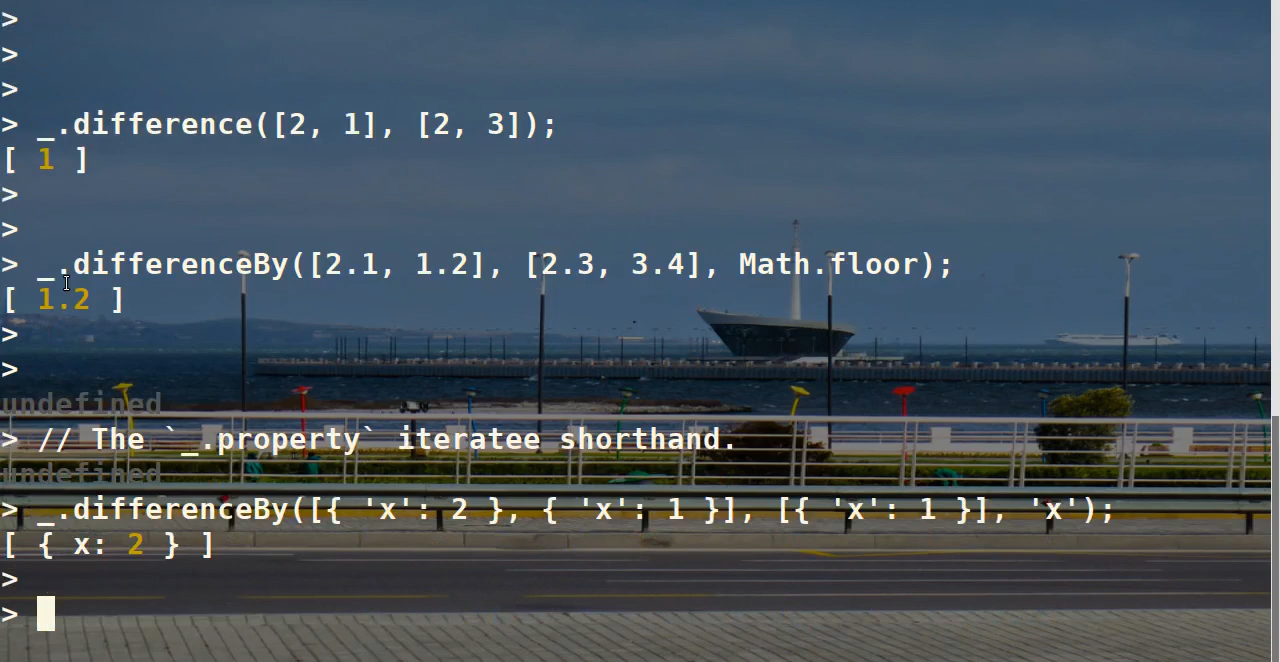 >
>
>
> _.difference([2, 1], [2, 3]);
[ 1 ]
>
>
> _.differenceBy([2.1, 1.2], [2.3, 3.4], Math.floor);
[ 1.2 ]
>
>
undefined
> // The `_.property` iteratee shorthand.
undefined
> _.differenceBy([{ 'x': 2 }, { 'x': 1 }], [{ 'x': 1 }], 'x');
[ { x: 2 } ]
>
>